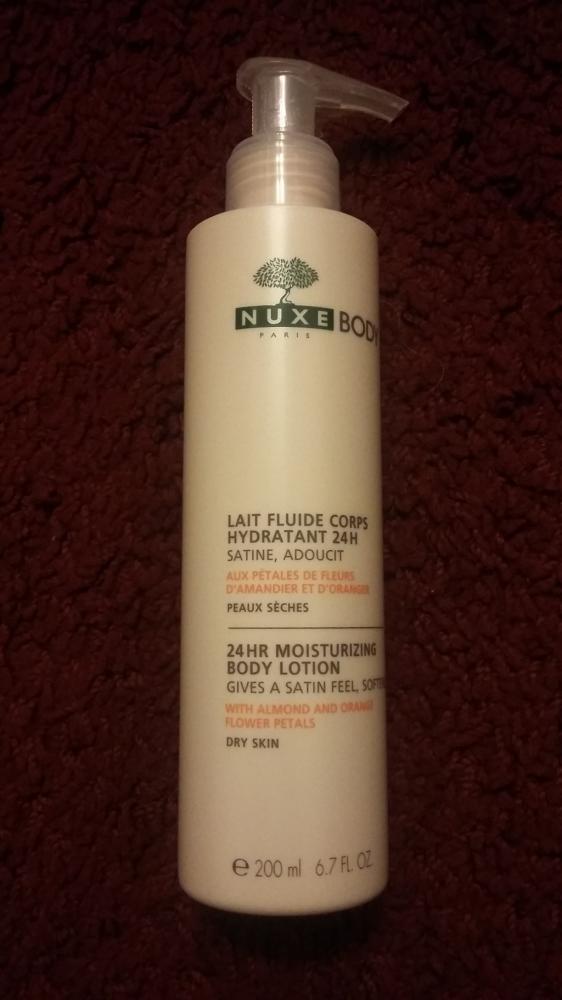 NUXE BODY
PARIS
LAIT FLUIDE CORPS
HYDRATANT 24H
SATINE, ADOUCIT
AUX PÉTALES DE FLEURS
D'AMANDIER ET D'ORANGER
PEAUX SÈCHES
24HR MOISTURIZING
BODY LOTION
GIVES A SATIN FEEL,
WITH ALMOND AND ORANGE
FLOWER PETALS
DRY SKIN
℮ 200 ml 6.7 FL. OZ